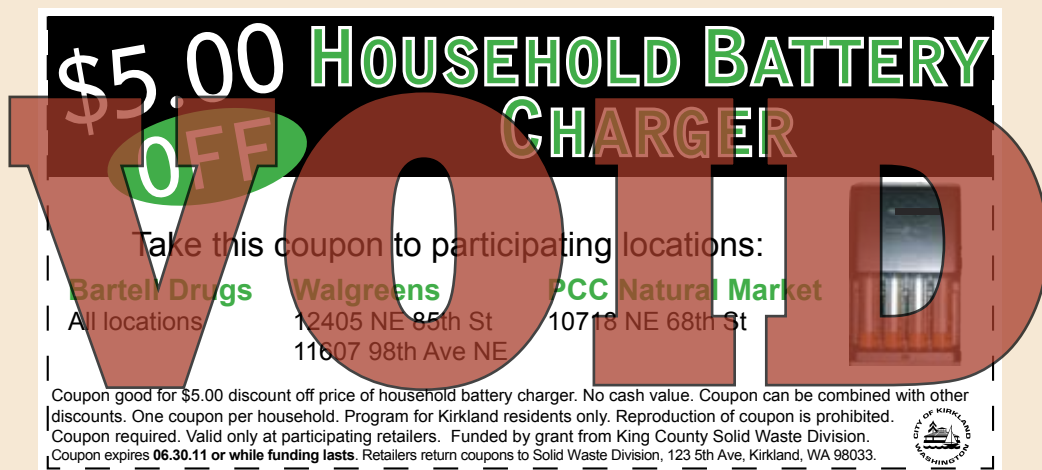 $5.00
OFF
HOUSEHOLD BATTERY
CHARGER
VOID
Take this coupon to participating locations:
Bartell Drugs Walgreens PCC Natural Market
All locations 12405 NE 85th St 10718 NE 68th St
11607 98th Ave NE
Coupon good for $5.00 discount off price of household battery charger. No cash value. Coupon can be combined with other
discounts. One coupon per household. Program for Kirkland residents only. Reproduction of coupon is prohibited.
Coupon required. Valid only at participating retailers. Funded by grant from King County Solid Waste Division.
Coupon expires 06.30.11 or while funding lasts. Retailers return coupons to Solid Waste Division, 123 5th Ave, Kirkland, WA 98033.
CITY OF KIRKLAND
WASHINGTON